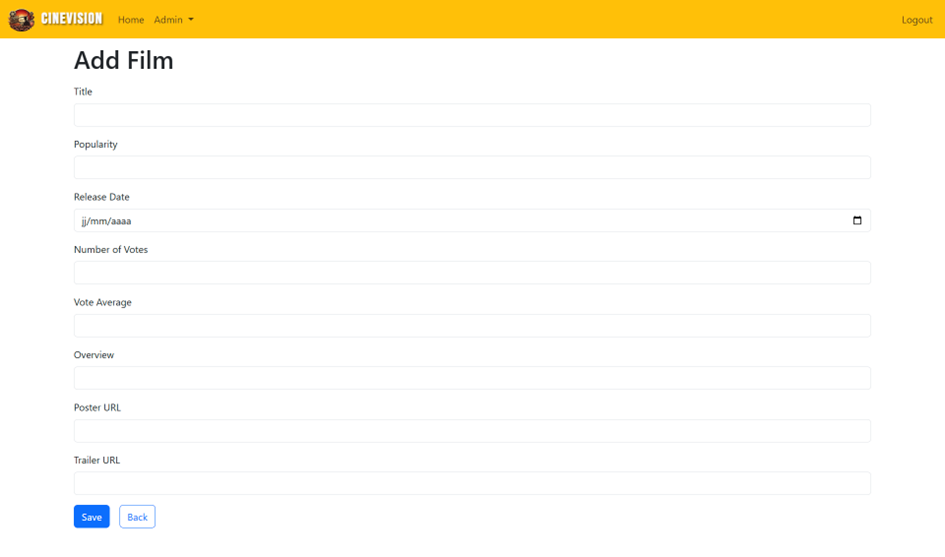 CINEVISION Home Admin Logout
Add Film
Title
Popularity
Release Date
jj/mm/aaaa
Number of Votes
Vote Average
Overview
Poster URL
Trailer URL
Save Back